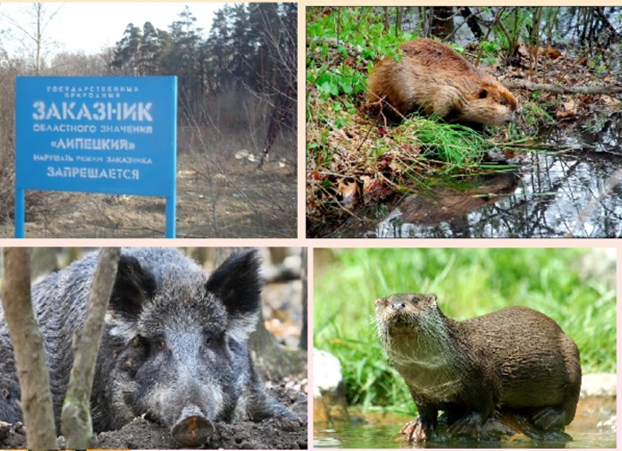 ГОСУДАРСТВЕННЫЙ
ПРИРОДНЫЙ
ЗАКАЗНИК
ОБЛАСТНОГО ЗНАЧЕНИЯ
«ЛИПЕЦКИЙ»
НАРУШАТЬ РЕЖИМ ЗАКАЗНИКА
ЗАПРЕЩАЕТСЯ